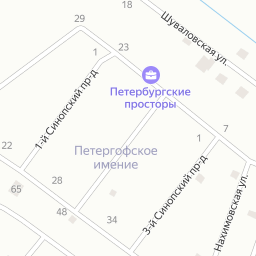 29
Шуваловская ул.
1
23
Петербургские
просторы
1-й Синопский пр-д
22
1
7
Петергофское
имение
65
28
48
34
3-й Синопский пр-д
Нахимовская ул.